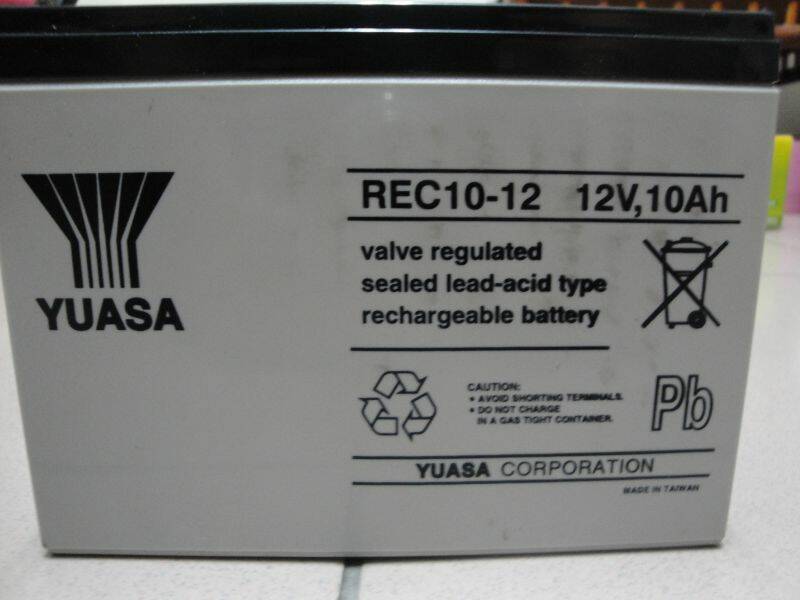 YUASA
REC10-12 12V,10Ah
valve regulated
sealed lead-acid type
rechargeable battery
CAUTION:
• AVOID SHORTING TERMINALS.
• DO NOT CHARGE
IN A GAS TIGHT CONTAINER.
Pb
YUASA CORPORATION
MADE IN TAIWAN